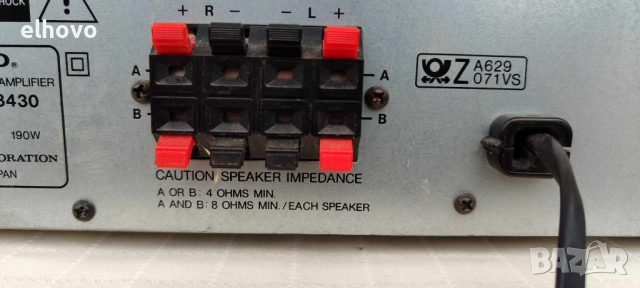 elhovo
HOCK
+ R - - L +
D®
AMPLIFIER
8430
190W
ORATION
PAN
A
A
B
B
Z A629
071VS
CAUTION SPEAKER IMPEDANCE
A OR B: 4 OHMS MIN.
A AND B: 8 OHMS MIN./EACH SPEAKER
BAZAR